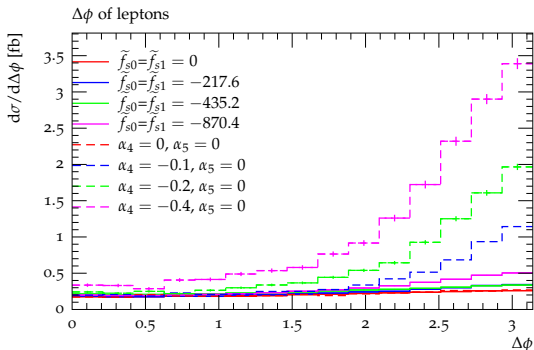 Δϕ of leptons
dσ/dΔϕ [fb]
3.5
3
2.5
2
1.5
1
0.5
0
f̃s0=f̃s1 = 0
f̃s0=f̃s1 = −217.6
f̃s0=f̃s1 = −435.2
f̃s0=f̃s1 = −870.4
α4 = 0, α5 = 0
α4 = −0.1, α5 = 0
α4 = −0.2, α5 = 0
α4 = −0.4, α5 = 0
0 0.5 1 1.5 2 2.5 3
Δϕ